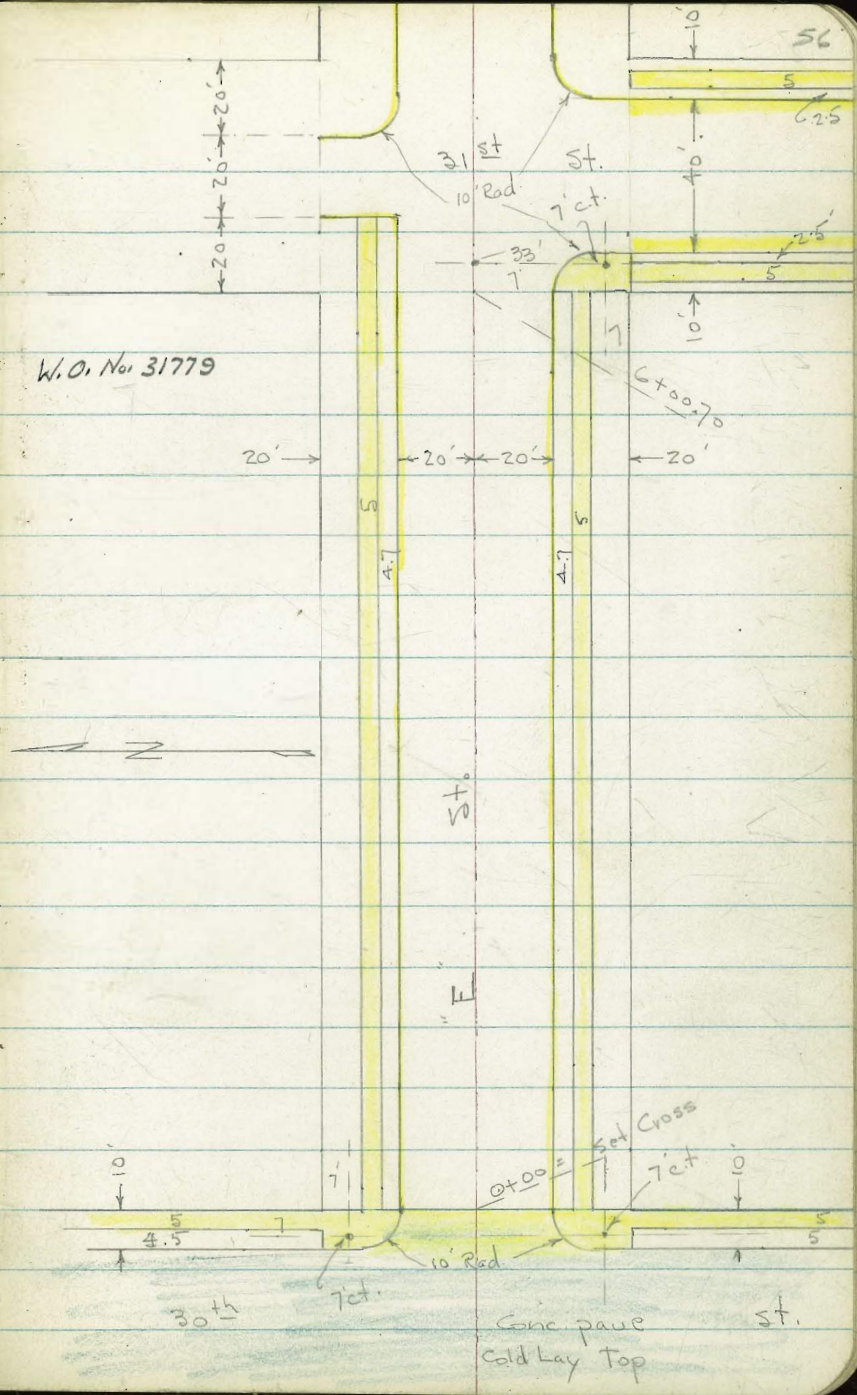 56
10'
5
2.5
20'
20'
20'
31 st St.
10' Rad.
7' ct.
40'
33'
7'
2.5'
5
10'
7
6+00.70
W.O. No. 31779
20' 20' 20' 20'
5 5
4.7 4.7
N
"E" St.
Set Cross
0+00 =
7' ct
10' 7' 10'
5 7 5
4.5 5
10' Rad
7' ct.
30th St.
Conc pave
Cold Lay Top